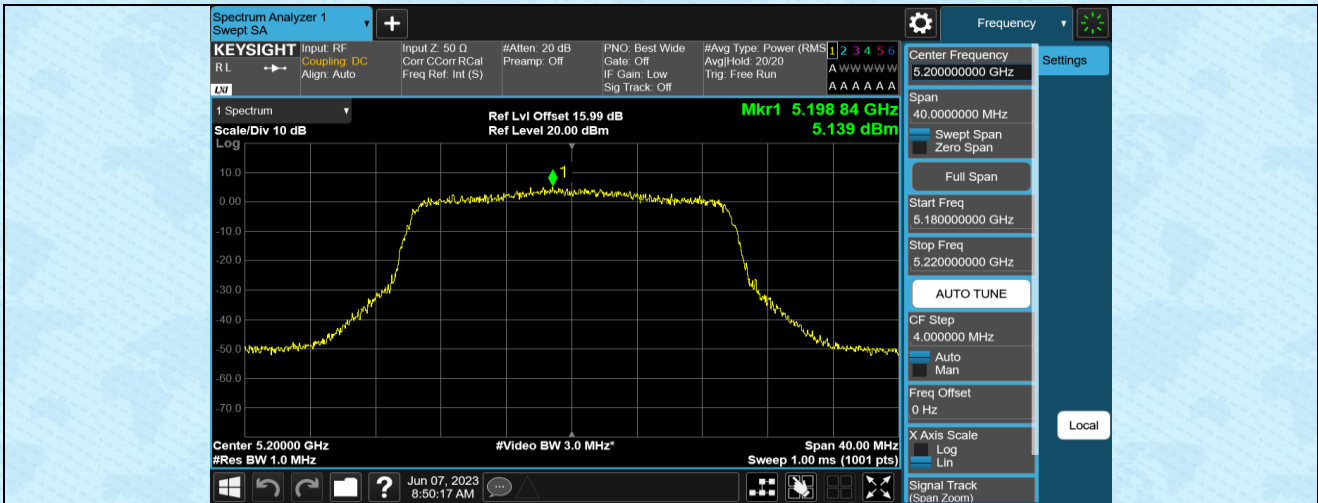 Spectrum Analyzer 1
Swept SA
Frequency
KEYSIGHT
RL
LXI
Input: RF
Coupling: DC
Align: Auto
Input Z: 50 Ω
Corr CCorr RCal
Freq Ref: Int (S)
#Atten: 20 dB
Preamp: Off
PNO: Best Wide
Gate: Off
IF Gain: Low
Sig Track: Off
#Avg Type: Power (RMS
Avg|Hold: 20/20
Trig: Free Run
1 2 3 4 5 6
A W W W W W
A A A A A A
1 Spectrum
Scale/Div 10 dB
Log
Ref Lvl Offset 15.99 dB
Ref Level 20.00 dBm
Mkr1 5.198 84 GHz
5.139 dBm
1
10.0
0.00
-10.0
-20.0
-30.0
-40.0
-50.0
-60.0
-70.0
Center 5.20000 GHz
#Res BW 1.0 MHz
#Video BW 3.0 MHz*
Span 40.00 MHz
Sweep 1.00 ms (1001 pts)
?
Jun 07, 2023
8:50:17 AM
Center Frequency
5.200000000 GHz
Settings
Span
40.0000000 MHz
Swept Span
Zero Span
Full Span
Start Freq
5.180000000 GHz
Stop Freq
5.220000000 GHz
AUTO TUNE
CF Step
4.000000 MHz
Auto
Man
Freq Offset
0 Hz
Local
X Axis Scale
Log
Lin
Signal Track
(Span Zoom)